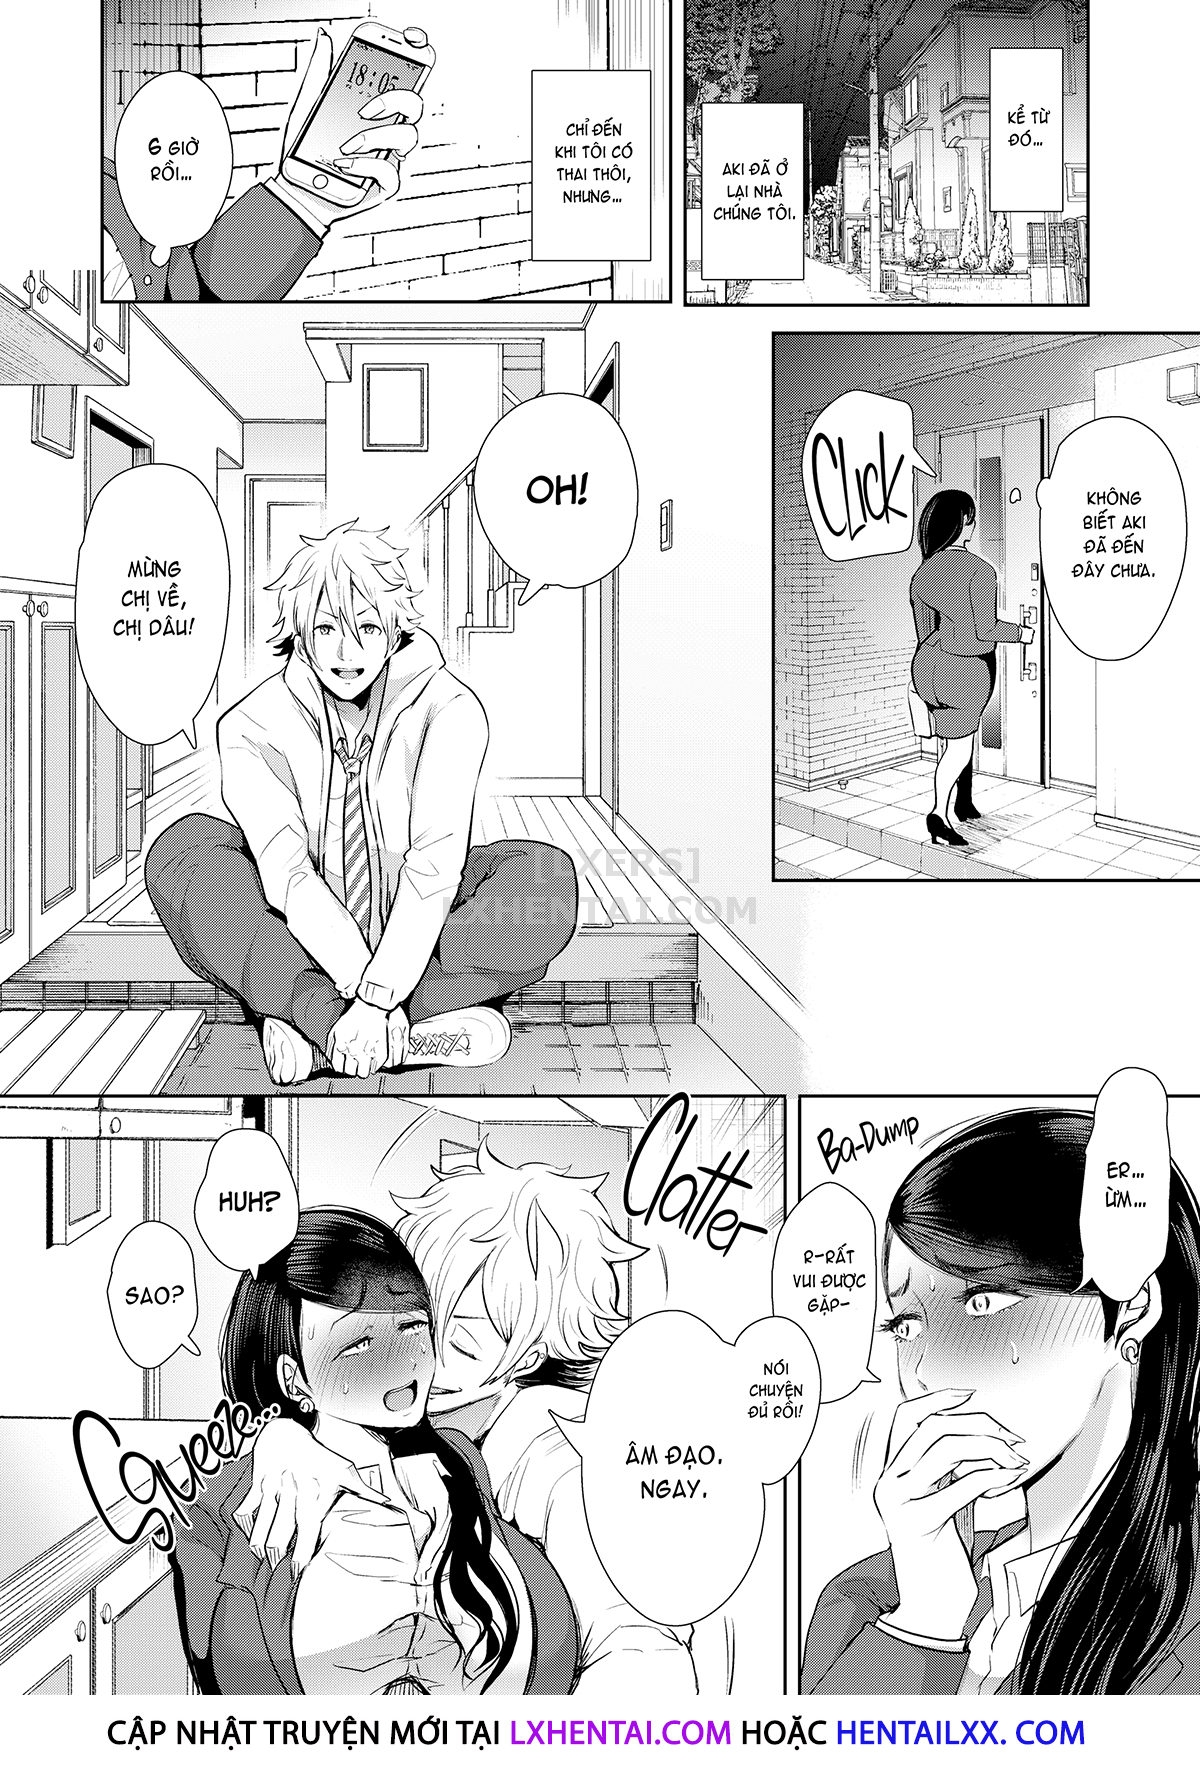 KỂ TỪ
ĐÓ...
AKI ĐÃ Ở
LẠI NHÀ
CHÚNG TÔI.
CHỈ ĐẾN
KHI TÔI CÓ
THAI THÔI,
NHƯNG...
18:05
6 GIỜ
RỒI...
KHÔNG
BIẾT AKI
ĐÃ ĐẾN
ĐÂY CHƯA.
CLICK
OH!
MỪNG
CHỊ VỀ,
CHỊ DÂU!
[LXERS]
LXHENTAI.COM
ER...
ỪM...
BA-DUMP
R-RẤT
VUI ĐƯỢC
GẶP-
NÓI
CHUYỆN
ĐỦ RỒI!
ÂM ĐẠO.
NGAY.
Clatter
HUH?
SAO?
Squeeze...
CẬP NHẬT TRUYỆN MỚI TẠI LXHENTAI.COM HOẶC HENTAILXX. COM